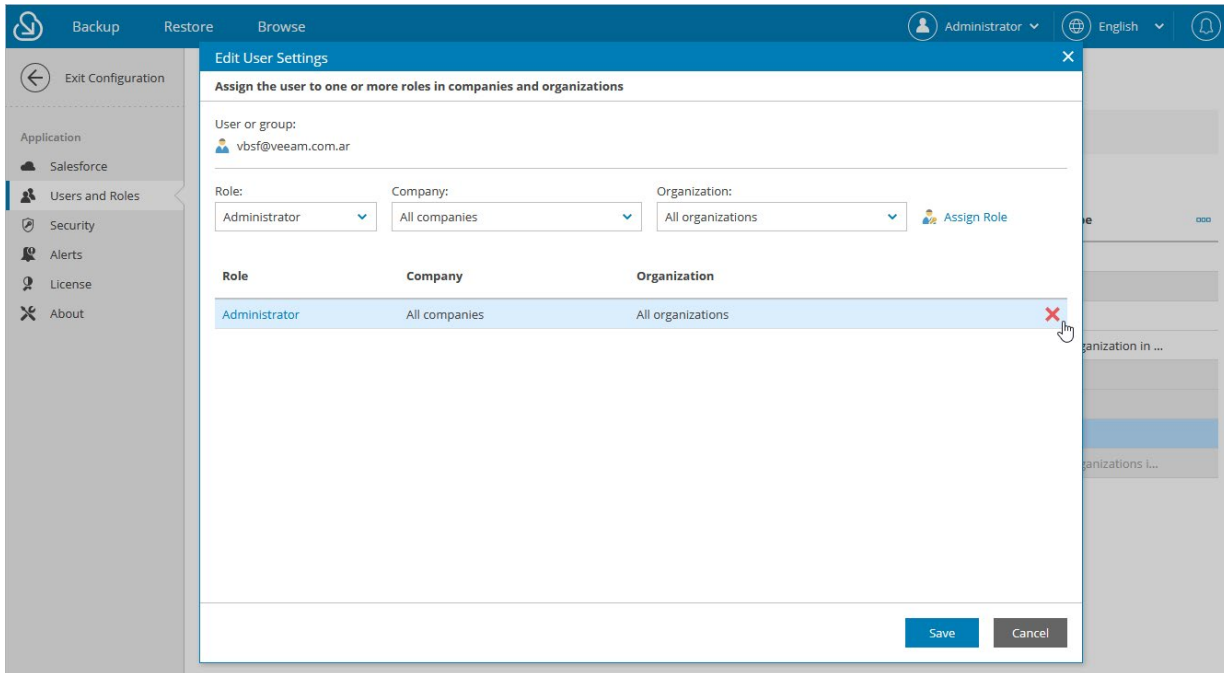 Backup Restore Browse Administrator English
Edit User Settings
Exit Configuration
Assign the user to one or more roles in companies and organizations
User or group:
vbsf@veeam.com.ar
Application
Salesforce
Users and Roles
Security
Alerts
License
About
Role: Company: Organization:
Administrator All companies All organizations Assign Role
Role Company Organization
Administrator All companies All organizations
ganization in ...
ganizations i...
Save Cancel